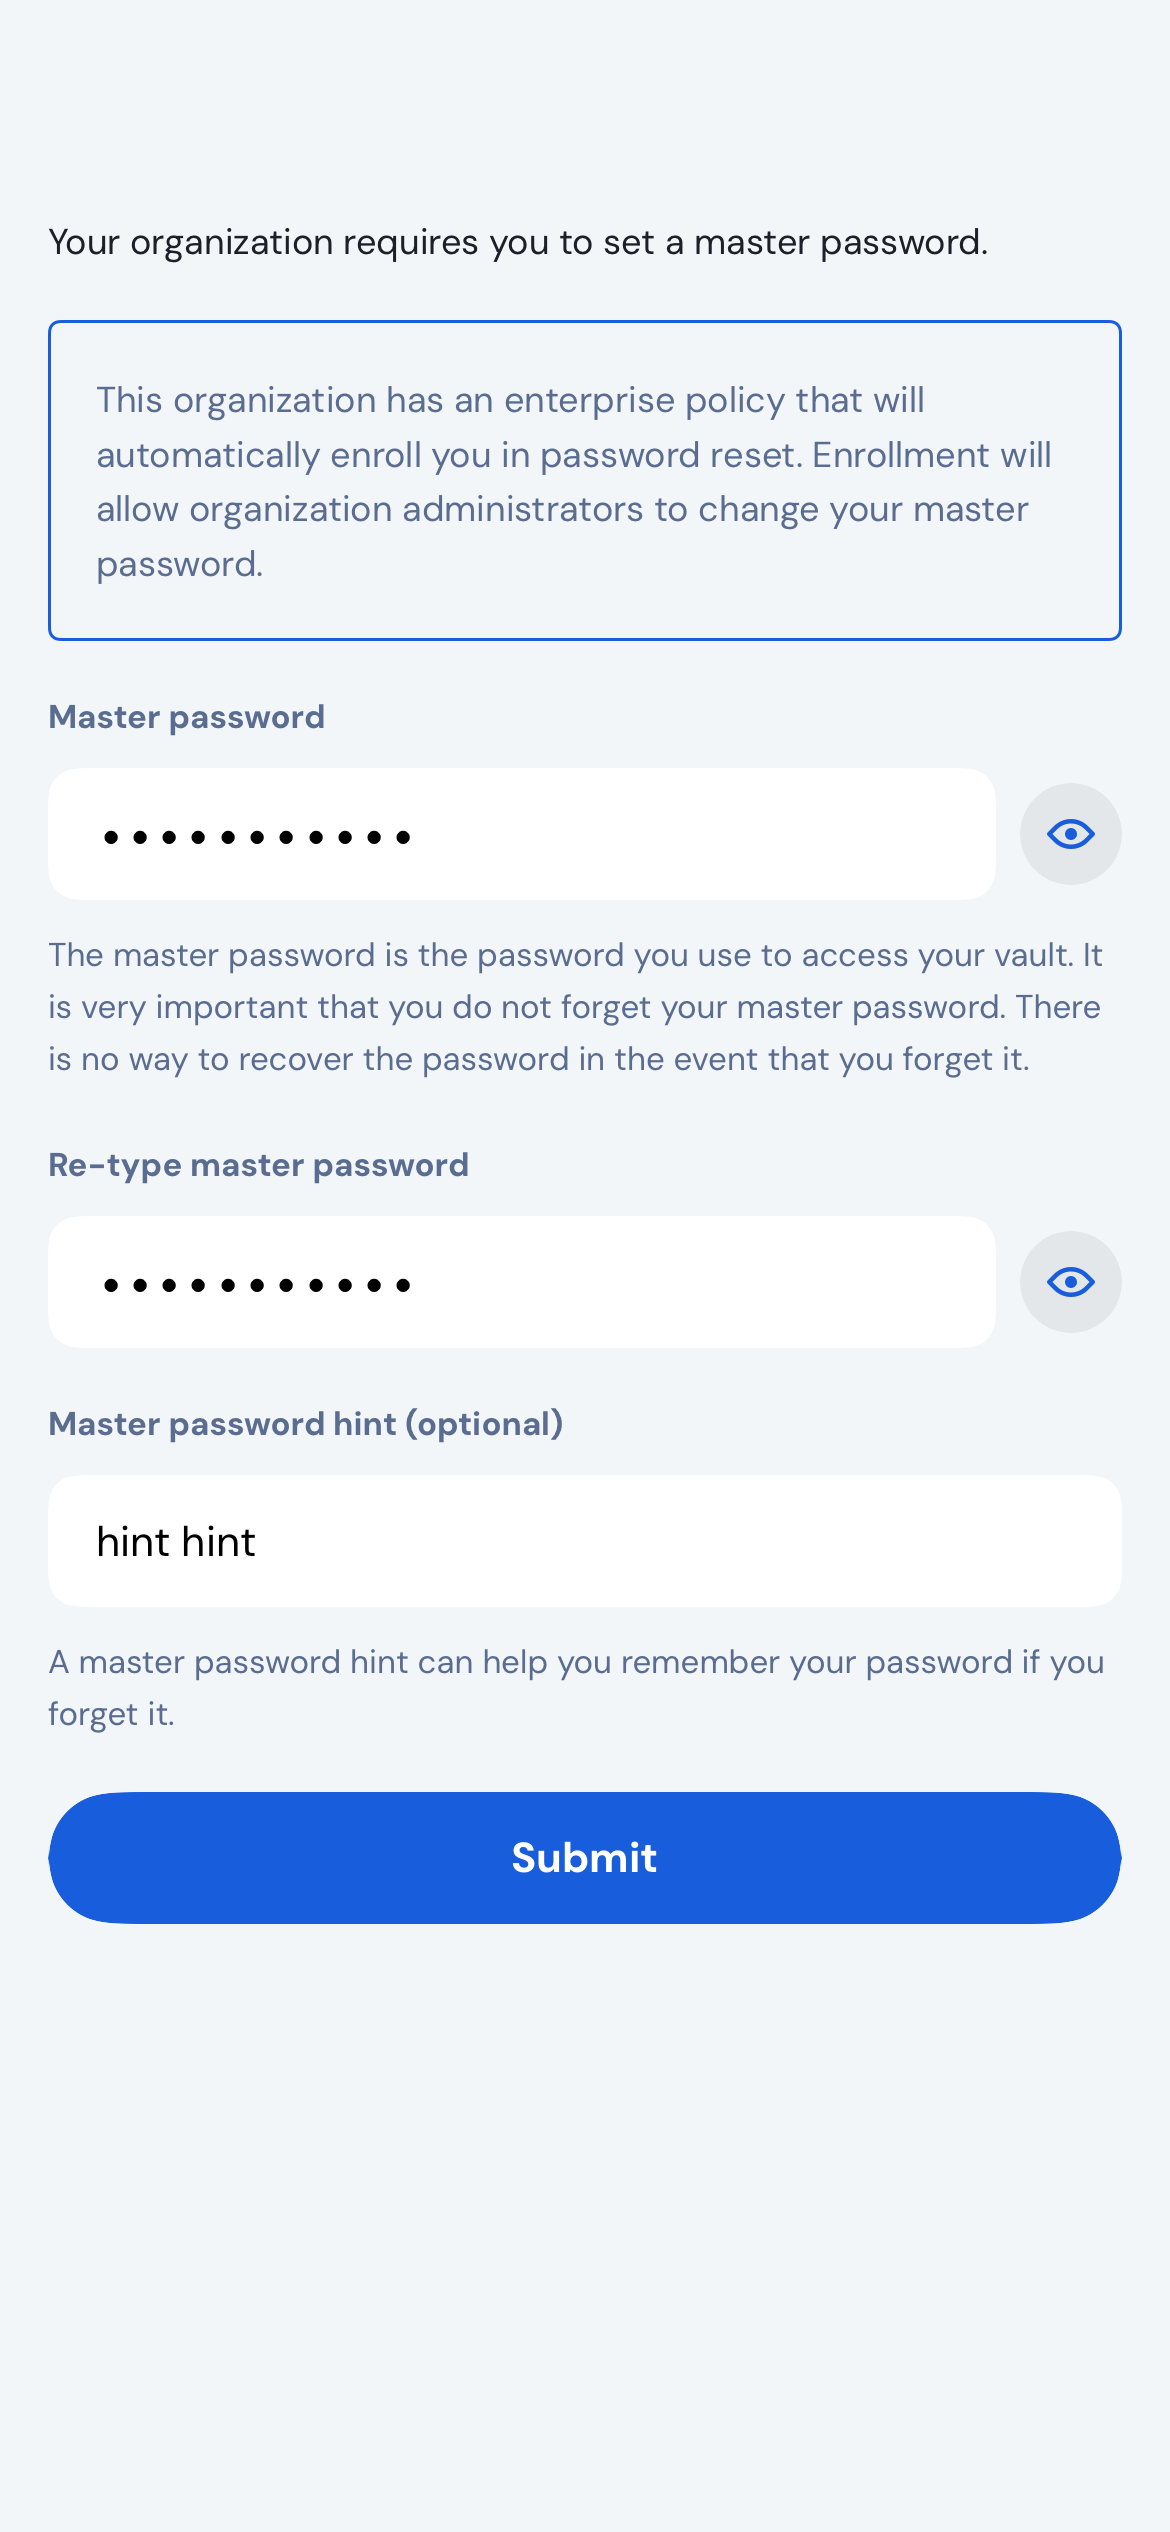 Your organization requires you to set a master password.
This organization has an enterprise policy that will
automatically enroll you in password reset. Enrollment will
allow organization administrators to change your master
password.
Master password
•••••••••••
The master password is the password you use to access your vault. It
is very important that you do not forget your master password. There
is no way to recover the password in the event that you forget it.
Re-type master password
•••••••••••
Master password hint (optional)
hint hint
A master password hint can help you remember your password if you
forget it.
Submit